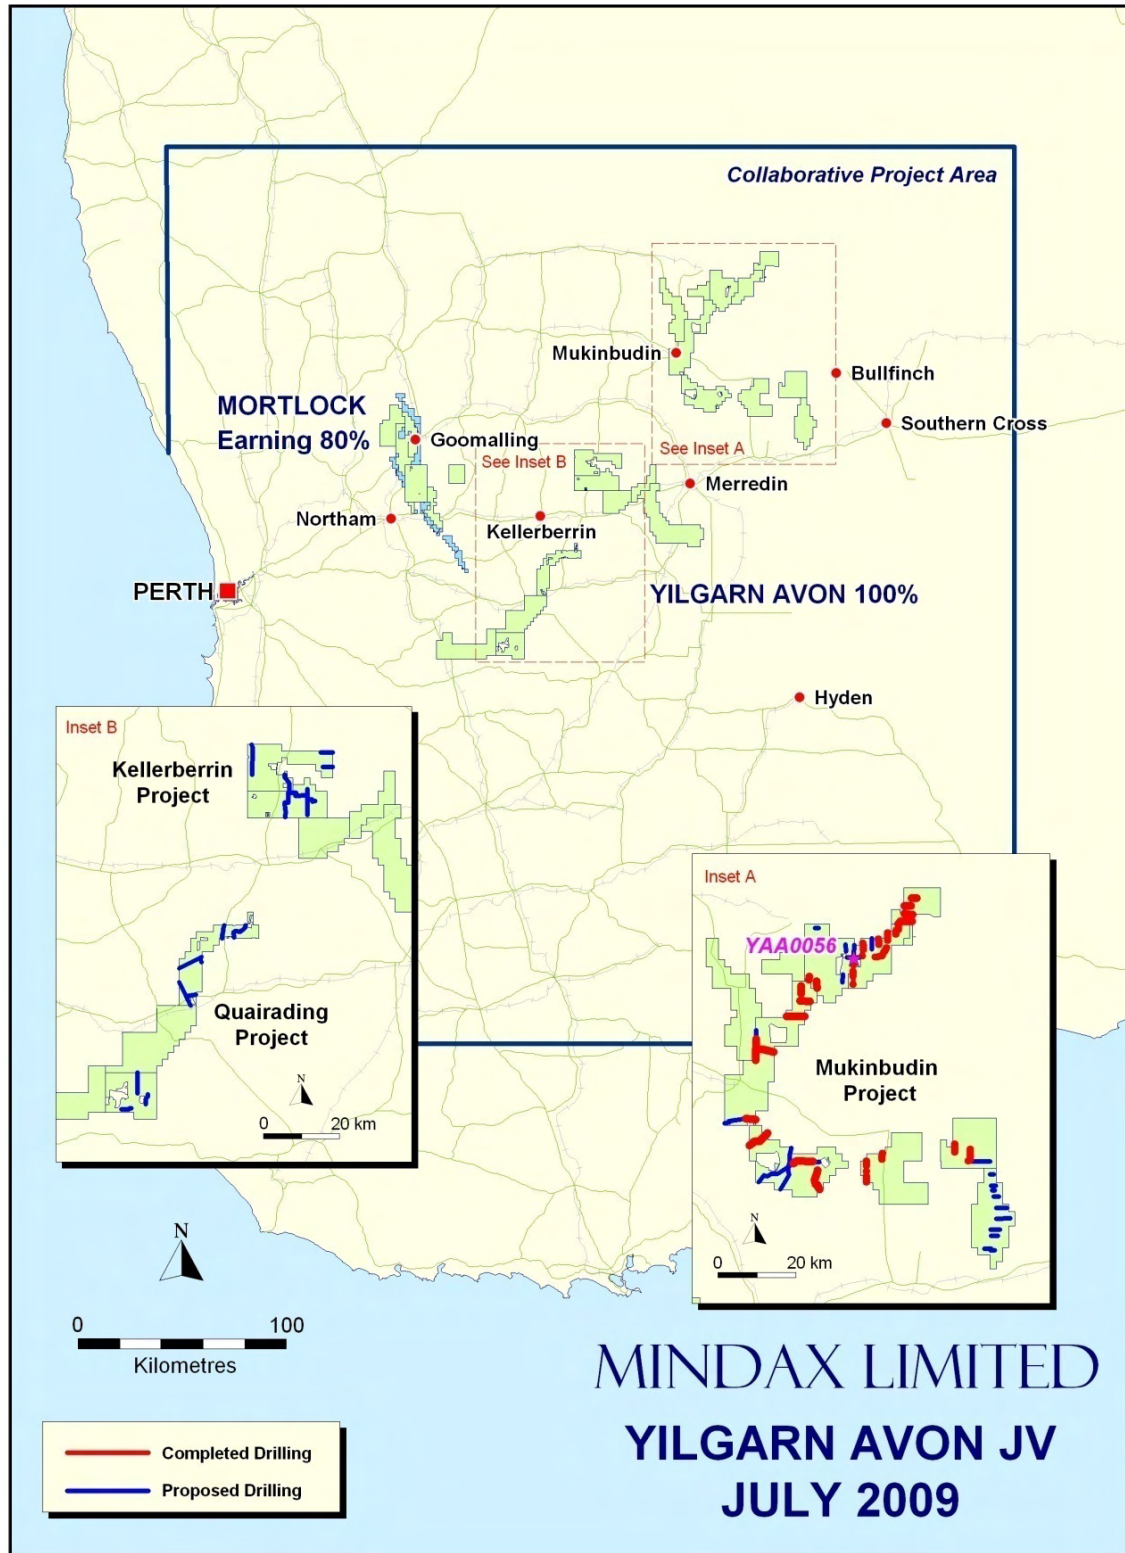 Collaborative Project Area
Mukinbudin
Bullfinch
MORTLOCK
Earning 80%
Southern Cross
Goomalling
See Inset A
See Inset B
Merredin
Northam
Kellerberrin
PERTH
YILGARN AVON 100%
Hyden
Inset B
Kellerberrin
Project
Quairading
Project
N
0 20 km
Inset A
YAA0056
Mukinbudin
Project
N
0 20 km
N
0 100
Kilometres
MINDAX LIMITED
YILGARN AVON JV
JULY 2009
Completed Drilling
Proposed Drilling